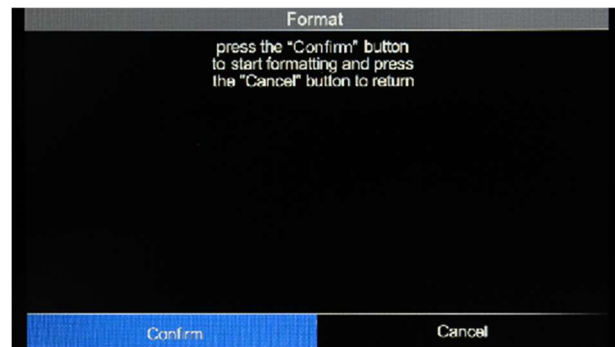 Format
press the "Confirm" button
to start formatting and press
the "Cancel" button to return
Confirm
Cancel